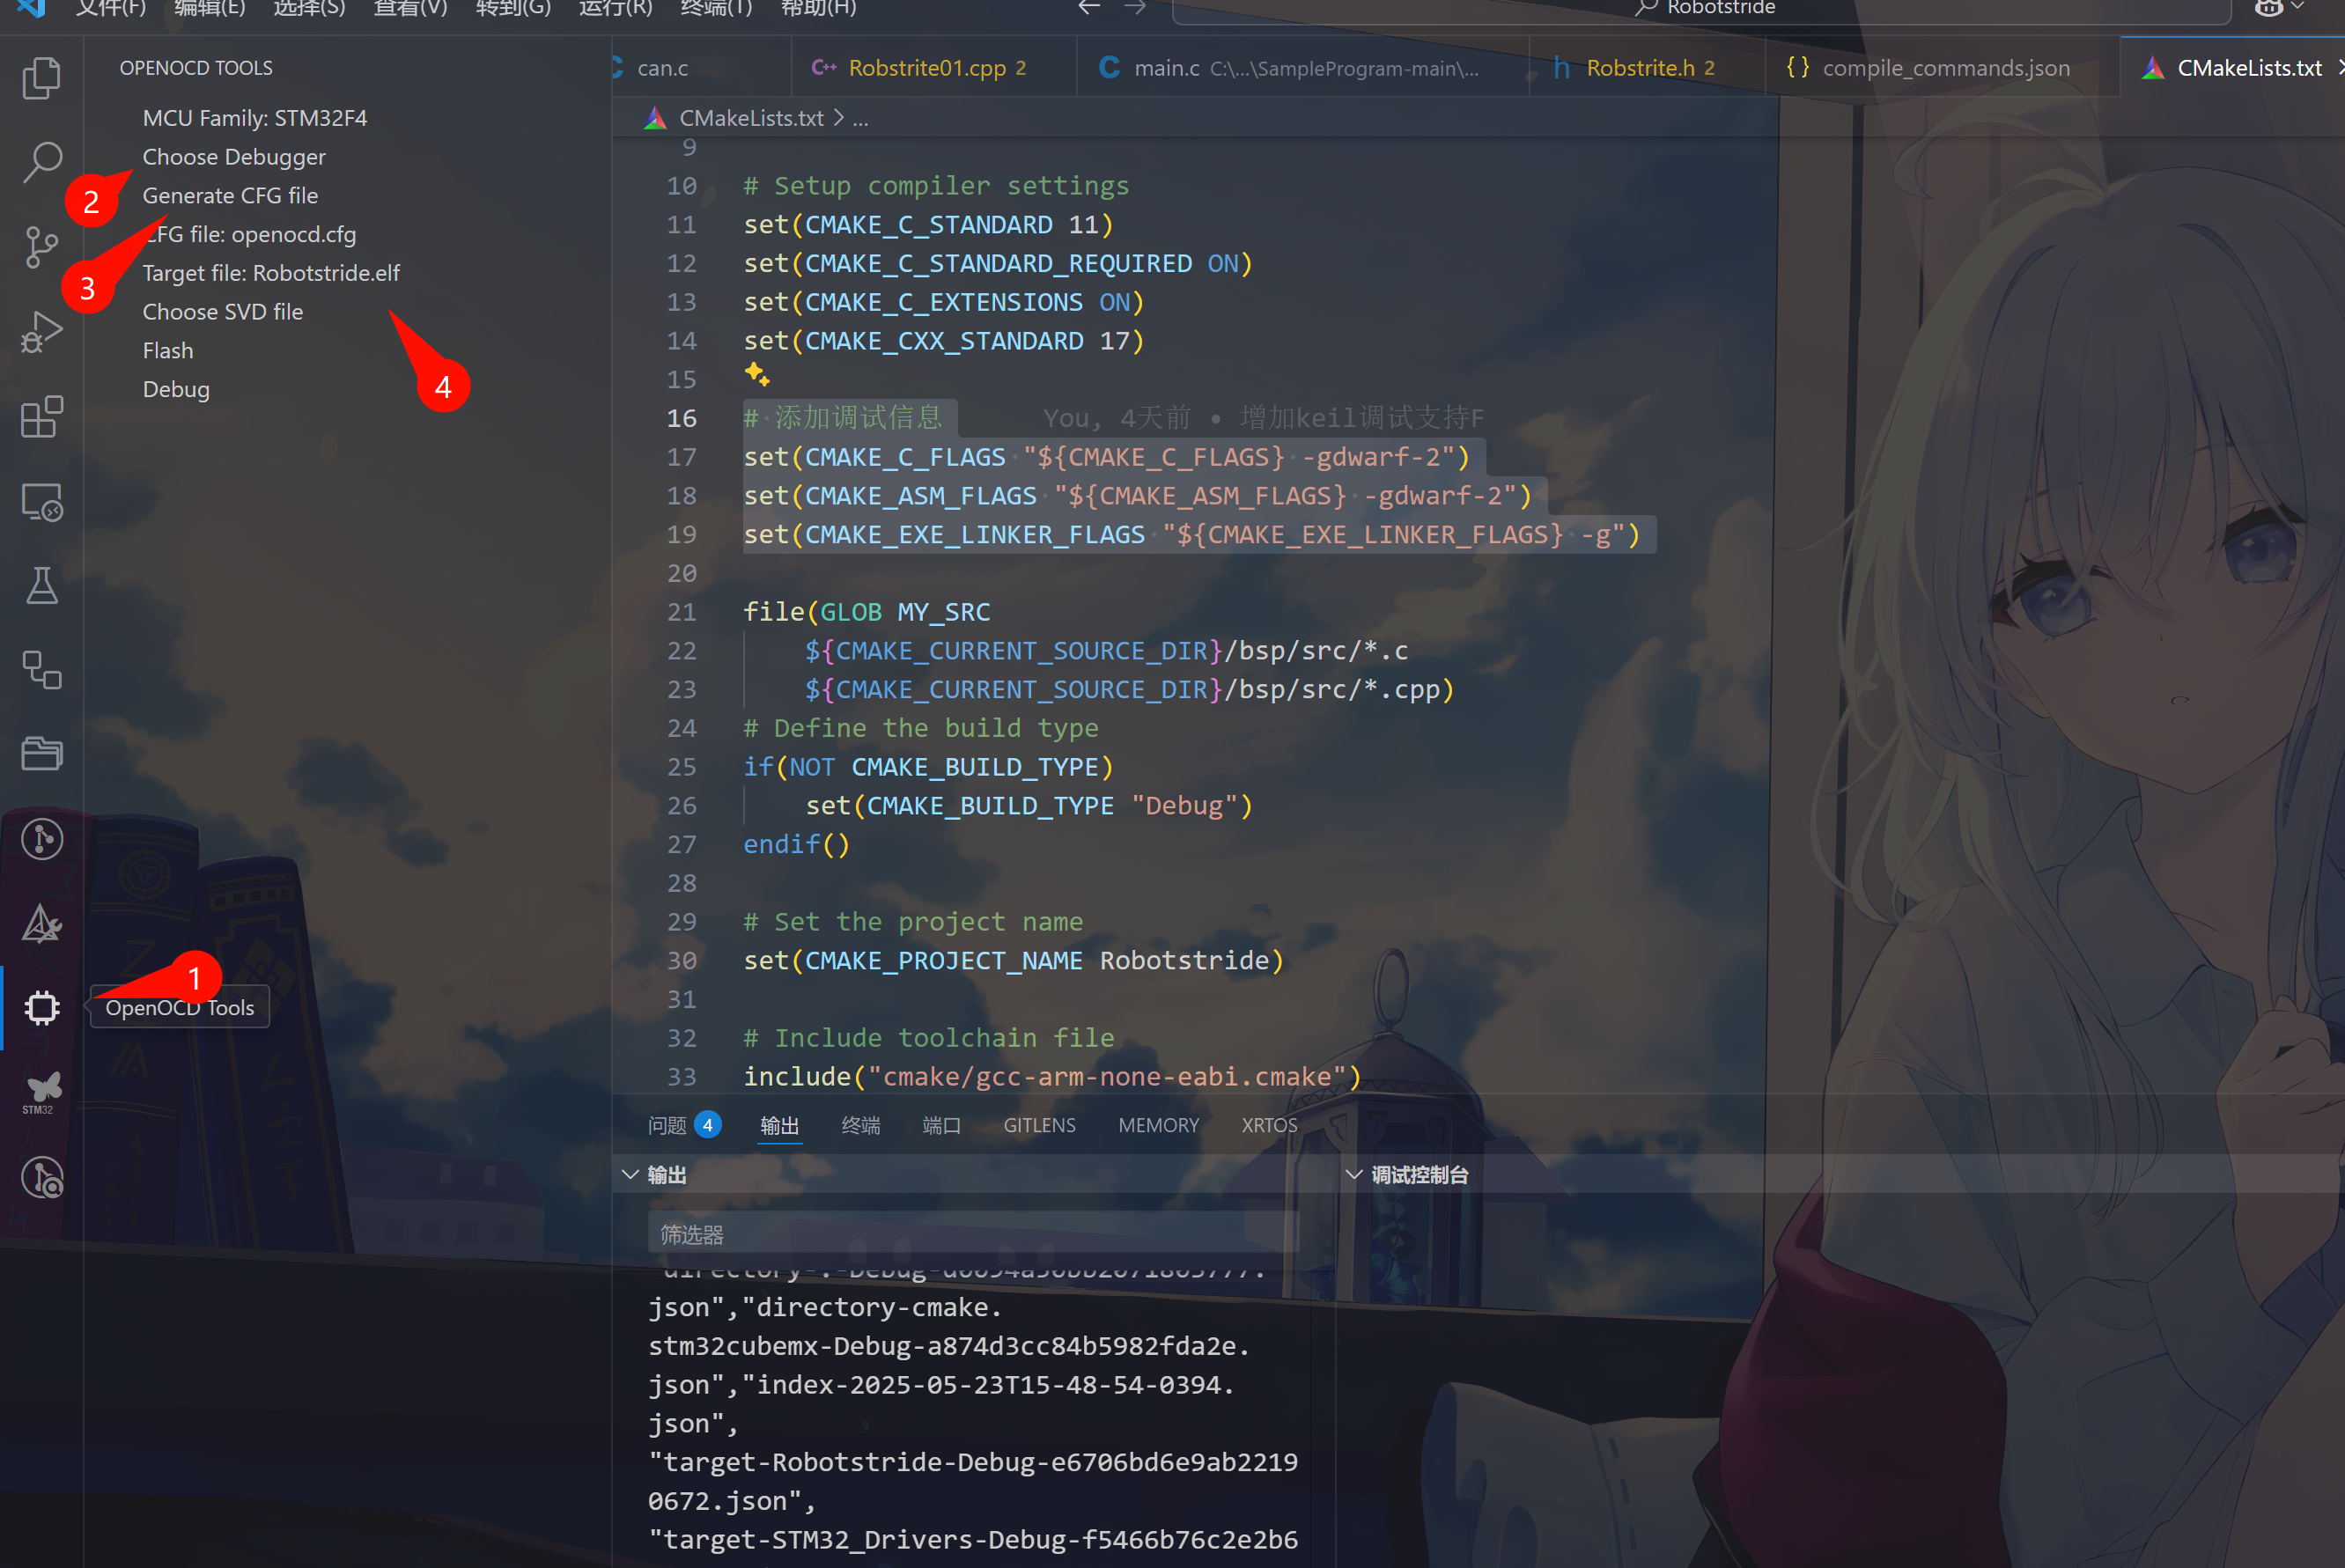 文件(F) 编辑(E) 选择(S) 查看(V) 转到(G) 运行(R) 终端(T) 帮助(H) Robotstride
OPENOCD TOOLS
MCU Family: STM32F4
Choose Debugger
2
Generate CFG file
CFG file: openocd.cfg
3
Target file: Robotstride.elf
Choose SVD file
Flash
4
Debug
1
OpenOCD Tools
STM32
can.c Robstrite01.cpp 2 main.c C:\...\SampleProgram-main\... Robstrite.h 2 compile_commands.json CMakeLists.txt
CMakeLists.txt > ...
9
10 # Setup compiler settings
11 set(CMAKE_C_STANDARD 11)
12 set(CMAKE_C_STANDARD_REQUIRED ON)
13 set(CMAKE_C_EXTENSIONS ON)
14 set(CMAKE_CXX_STANDARD 17)
15
16 # 添加调试信息 You, 4天前 • 增加keil调试支持F
17 set(CMAKE_C_FLAGS "${CMAKE_C_FLAGS} -gdwarf-2")
18 set(CMAKE_ASM_FLAGS "${CMAKE_ASM_FLAGS} -gdwarf-2")
19 set(CMAKE_EXE_LINKER_FLAGS "${CMAKE_EXE_LINKER_FLAGS} -g")
20
21 file(GLOB MY_SRC
22 ${CMAKE_CURRENT_SOURCE_DIR}/bsp/src/*.c
23 ${CMAKE_CURRENT_SOURCE_DIR}/bsp/src/*.cpp)
24 # Define the build type
25 if(NOT CMAKE_BUILD_TYPE)
26 set(CMAKE_BUILD_TYPE "Debug")
27 endif()
28
29 # Set the project name
30 set(CMAKE_PROJECT_NAME Robotstride)
31
32 # Include toolchain file
33 include("cmake/gcc-arm-none-eabi.cmake")
问题 4 输出 终端 端口 GITLENS MEMORY XRTOS
输出 调试控制台
筛选器
json","directory-cmake.
stm32cubemx-Debug-a874d3cc84b5982fda2e.
json","index-2025-05-23T15-48-54-0394.
json",
"target-Robotstride-Debug-e6706bd6e9ab2219
0672.json",
"target-STM32_Drivers-Debug-f5466b76c2e2b6